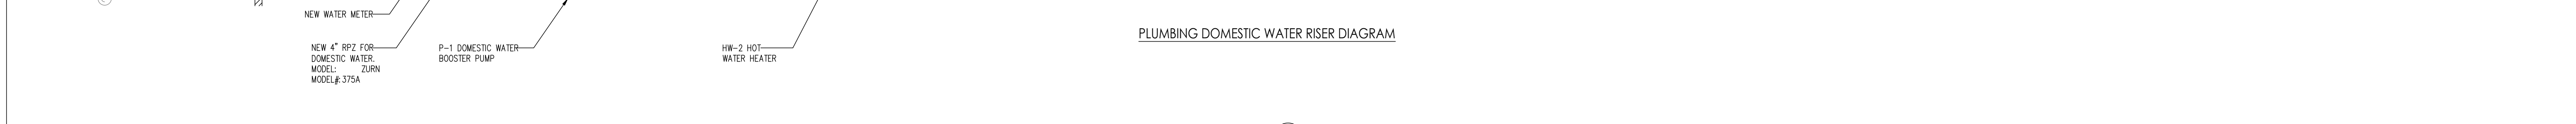 NEW WATER METER
NEW 4" RPZ FOR
DOMESTIC WATER.
MODEL: ZURN
MODEL#:375A
P-1 DOMESTIC WATER
BOOSTER PUMP
HW-2 HOT
WATER HEATER
PLUMBING DOMESTIC WATER RISER DIAGRAM